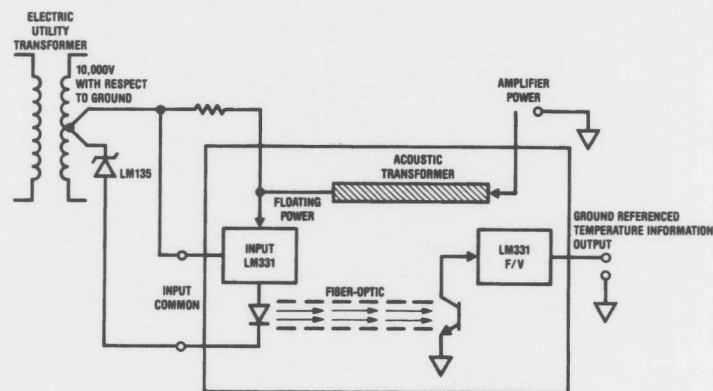 ELECTRIC
UTILITY
TRANSFORMER
10,000V
WITH RESPECT
TO GROUND
LM135
AMPLIFIER
POWER
ACOUSTIC
TRANSFORMER
FLOATING
POWER
INPUT
LM331
INPUT
COMMON
FIBER-OPTIC
LM331
F/V
GROUND REFERENCED
TEMPERATURE INFORMATION
OUTPUT